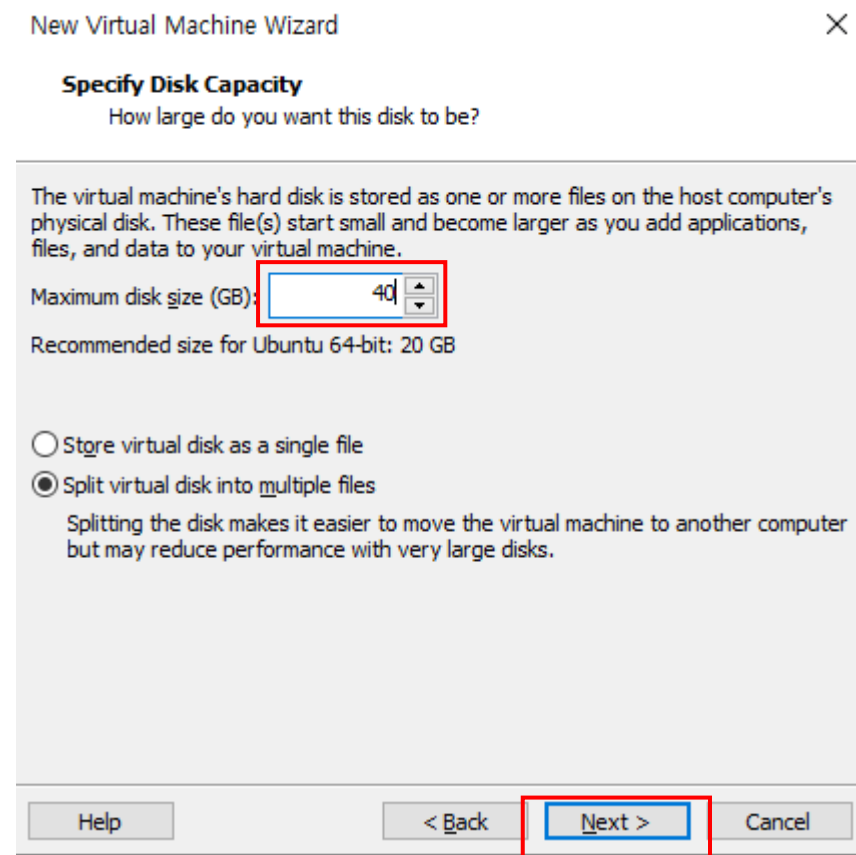 New Virtual Machine Wizard
Specify Disk Capacity
How large do you want this disk to be?
The virtual machine's hard disk is stored as one or more files on the host computer's
physical disk. These file(s) start small and become larger as you add applications,
files, and data to your virtual machine.
Maximum disk size (GB): 40
Recommended size for Ubuntu 64-bit: 20 GB
Store virtual disk as a single file
Split virtual disk into multiple files
Splitting the disk makes it easier to move the virtual machine to another computer
but may reduce performance with very large disks.
Help < Back Next > Cancel